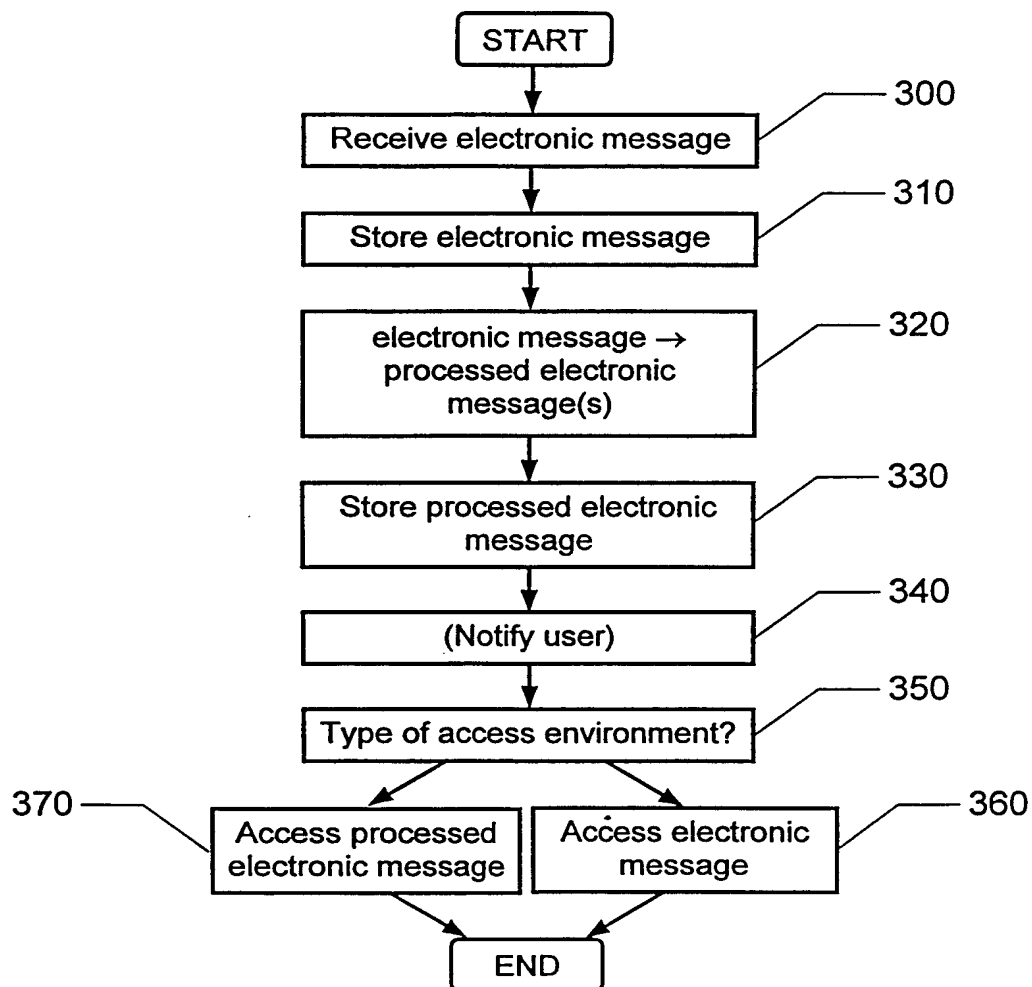 START
300
Receive electronic message
310
Store electronic message
320
electronic message →
processed electronic
message(s)
330
Store processed electronic
message
340
(Notify user)
350
Type of access environment?
370
Access processed
electronic message
360
Access electronic
message
END